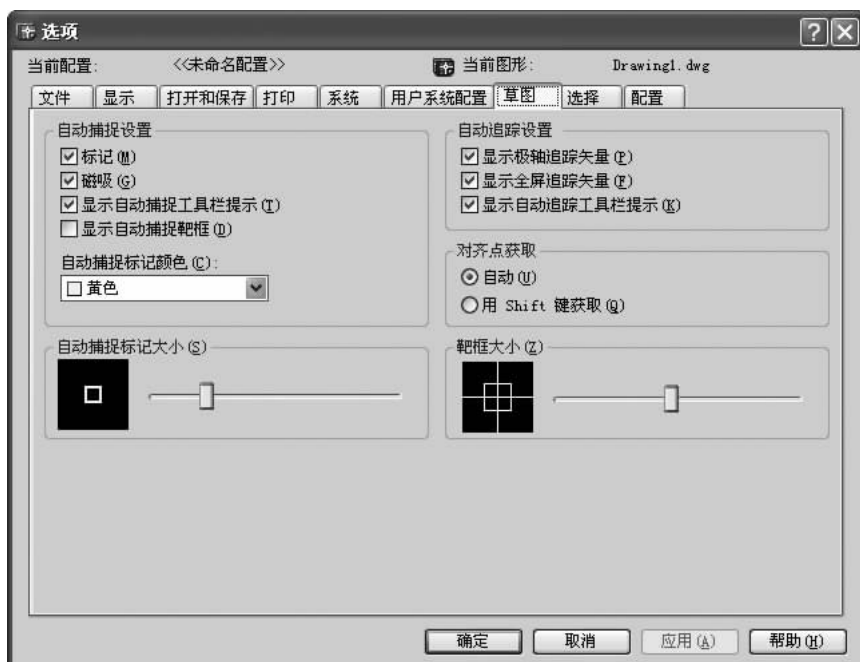 选项
当前配置: <<未命名配置>> 当前图形: Drawing1.dwg
文件 显示 打开和保存 打印 系统 用户系统配置 草图 选择 配置
自动捕捉设置
标记(M)
磁吸(G)
显示自动捕捉工具栏提示(T)
显示自动捕捉靶框(D)
自动捕捉标记颜色(C):
黄色
自动捕捉标记大小(S)
自动追踪设置
显示极轴追踪矢量(P)
显示全屏追踪矢量(F)
显示自动追踪工具栏提示(K)
对齐点获取
自动(U)
用 Shift 键获取(Q)
靶框大小(Z)
确定 取消 应用(A) 帮助(H)